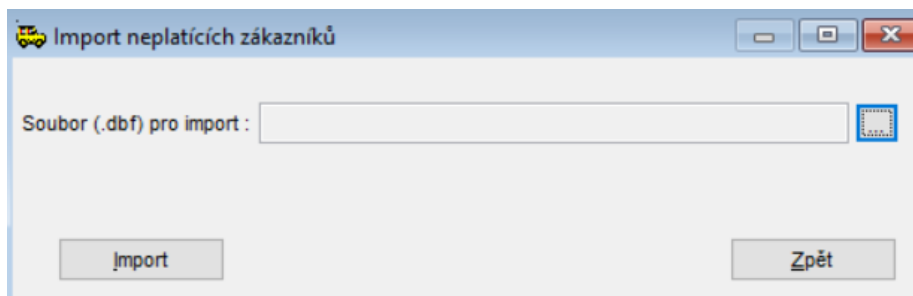 Import neplatících zákazníků
Soubor (.dbf) pro import :
...
Import
Zpět